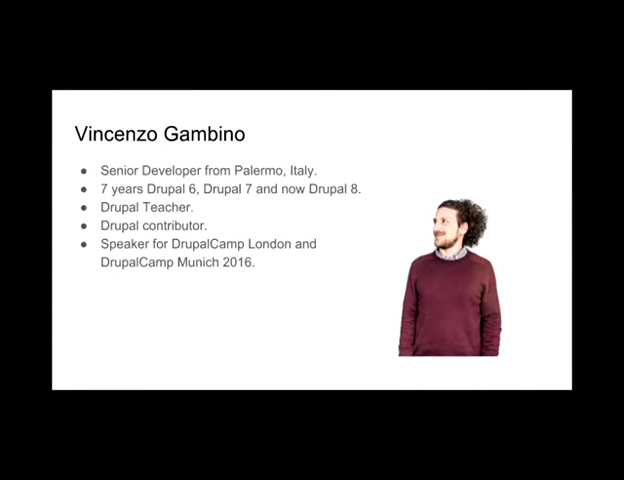 Vincenzo Gambino
● Senior Developer from Palermo, Italy.
● 7 years Drupal 6, Drupal 7 and now Drupal 8.
● Drupal Teacher.
● Drupal contributor.
● Speaker for DrupalCamp London and
DrupalCamp Munich 2016.